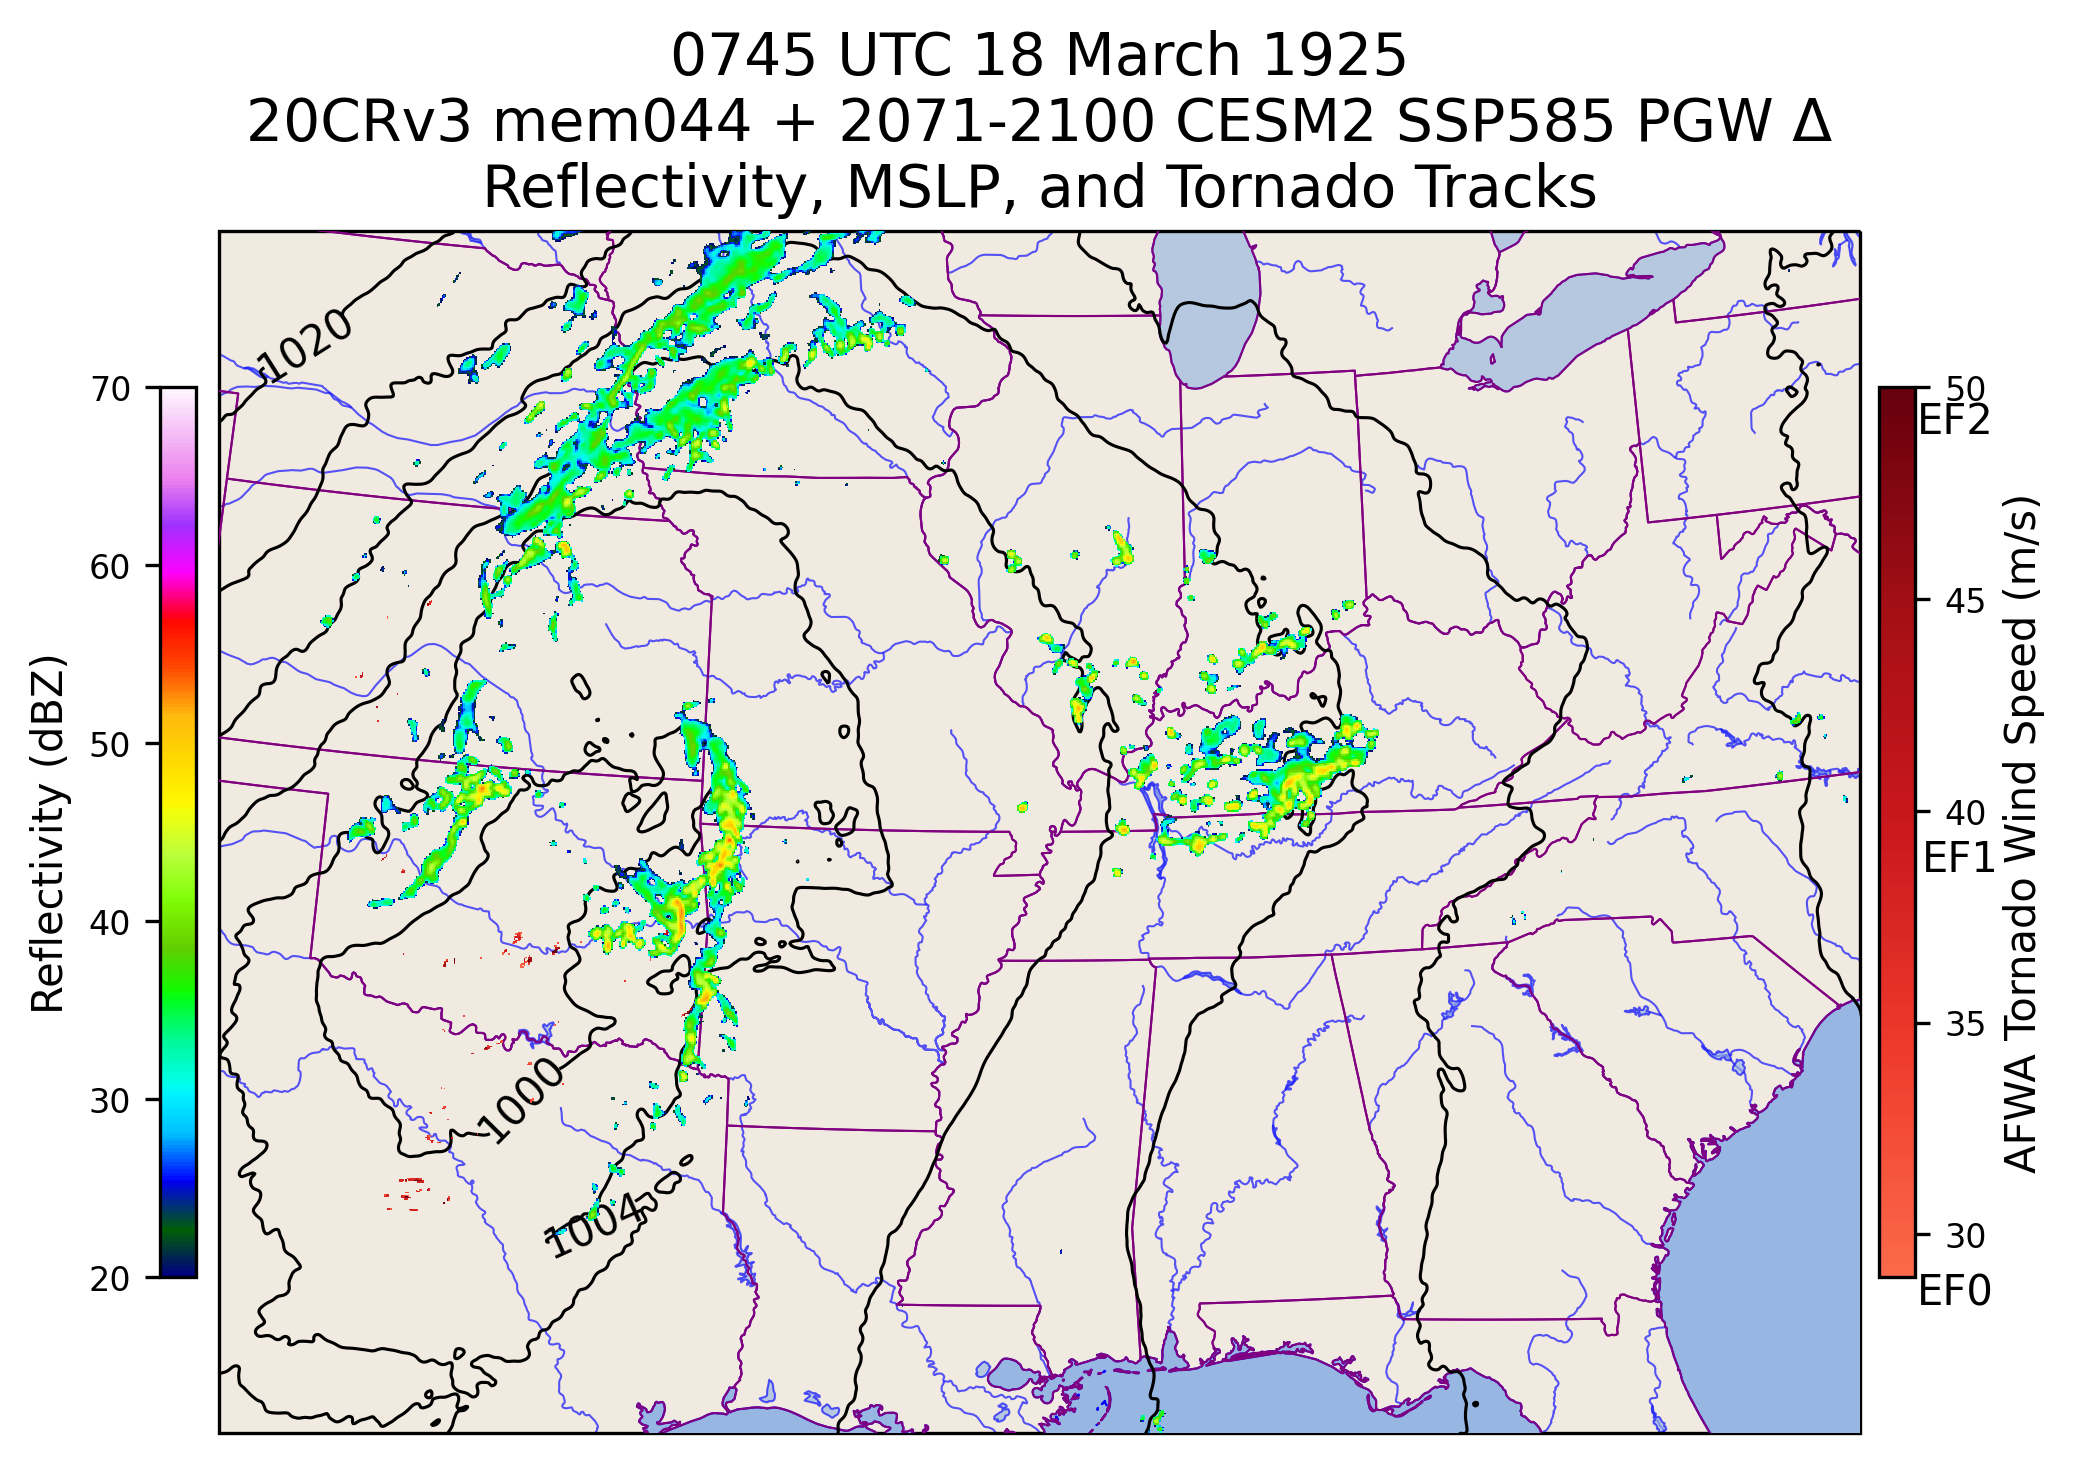 0745 UTC 18 March 1925
20CRv3 mem044 + 2071-2100 CESM2 SSP585 PGW Δ
Reflectivity, MSLP, and Tornado Tracks
1020
1000
1004
70
60
50
40
30
20
Reflectivity (dBZ)
50
EF2
45
40
EF1
35
30
EF0
AFWA Tornado Wind Speed (m/s)